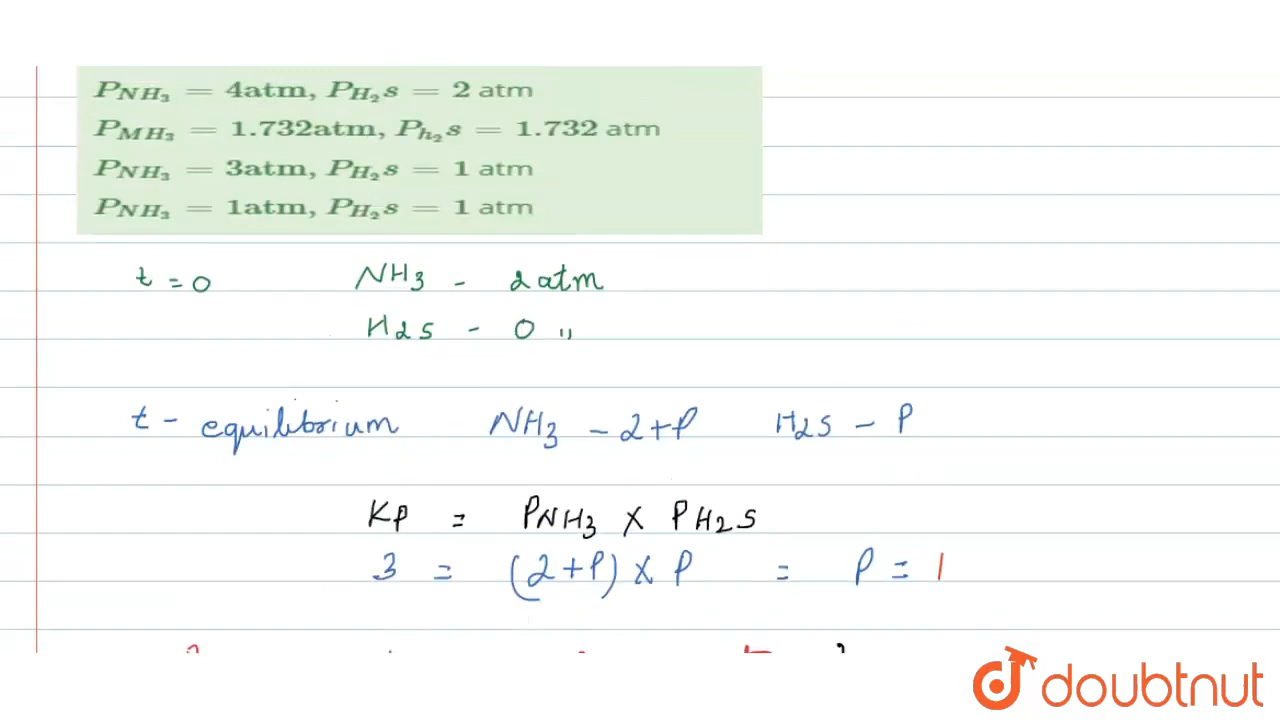 P_{NH_3} = 4atm, P_{H_2}s = 2 atm
P_{MH_3} = 1.732atm, P_{h_2}s = 1.732 atm
P_{NH_3} = 3atm, P_{H_2}s = 1 atm
P_{NH_3} = 1atm, P_{H_2}s = 1 atm
t = 0 NH3 - 2 atm
H2S - 0 "
t - equilibrium NH3 - 2+P H2S - P
KP = PNH3 X PH2S
3 = (2+P) X P = P = 1
doubtnut